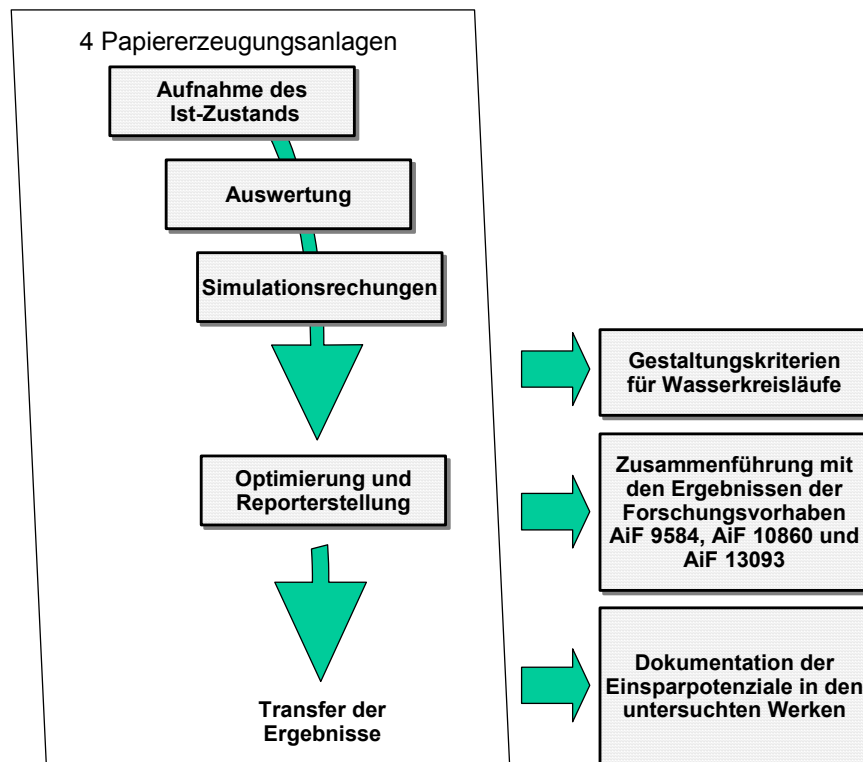 4 Papiererzeugungsanlagen
Aufnahme des
Ist-Zustands
Auswertung
Simulationsrechungen
Optimierung und
Reporterstellung
Transfer der
Ergebnisse
Gestaltungskriterien
für Wasserkreisläufe
Zusammenführung mit
den Ergebnissen der
Forschungsvorhaben
AiF 9584, AiF 10860 und
AiF 13093
Dokumentation der
Einsparpotenziale in den
untersuchten Werken